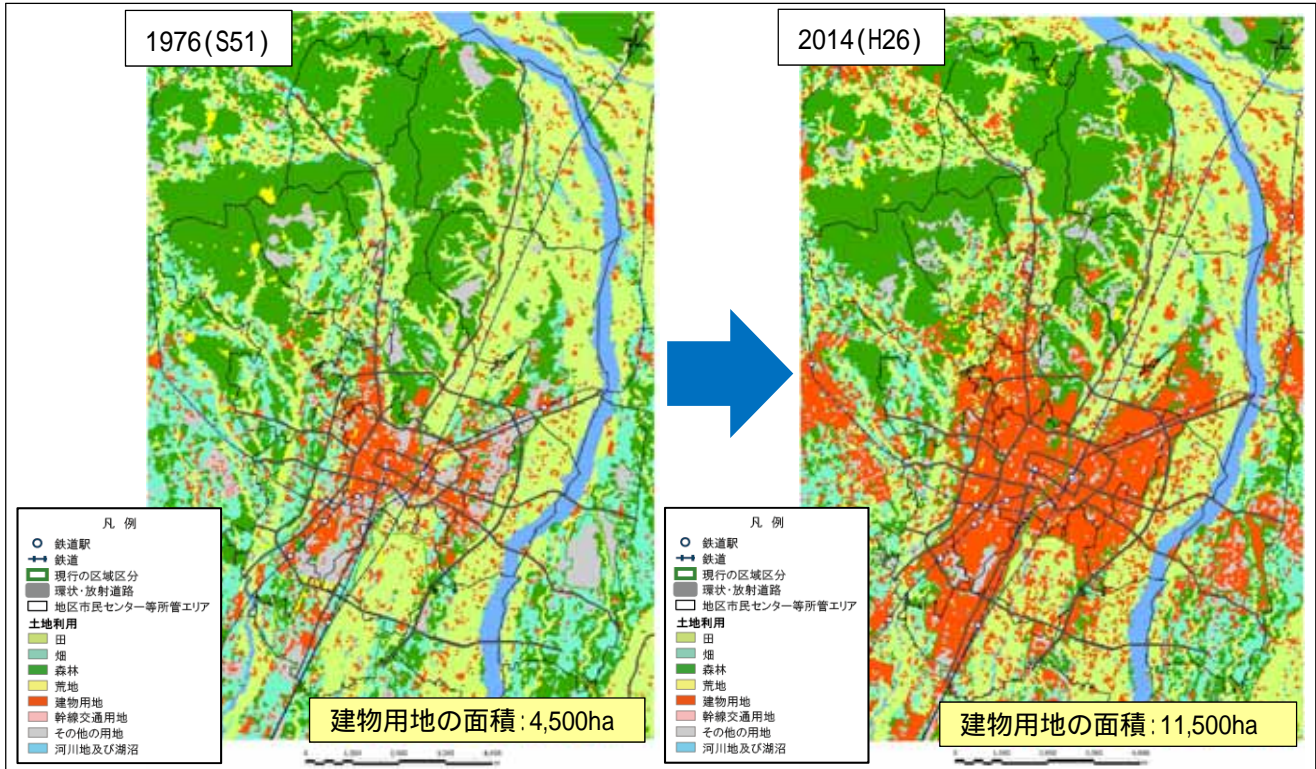 1976(S51)
凡 例
鉄道駅
鉄道
現行の区域区分
環状・放射道路
地区市民センター等所管エリア
土地利用
田
畑
森林
荒地
建物用地
幹線交通用地
その他の用地
河川地及び湖沼
建物用地の面積:4,500ha
2014(H26)
凡 例
鉄道駅
鉄道
現行の区域区分
環状・放射道路
地区市民センター等所管エリア
土地利用
田
畑
森林
荒地
建物用地
幹線交通用地
その他の用地
河川地及び湖沼
建物用地の面積:11,500ha